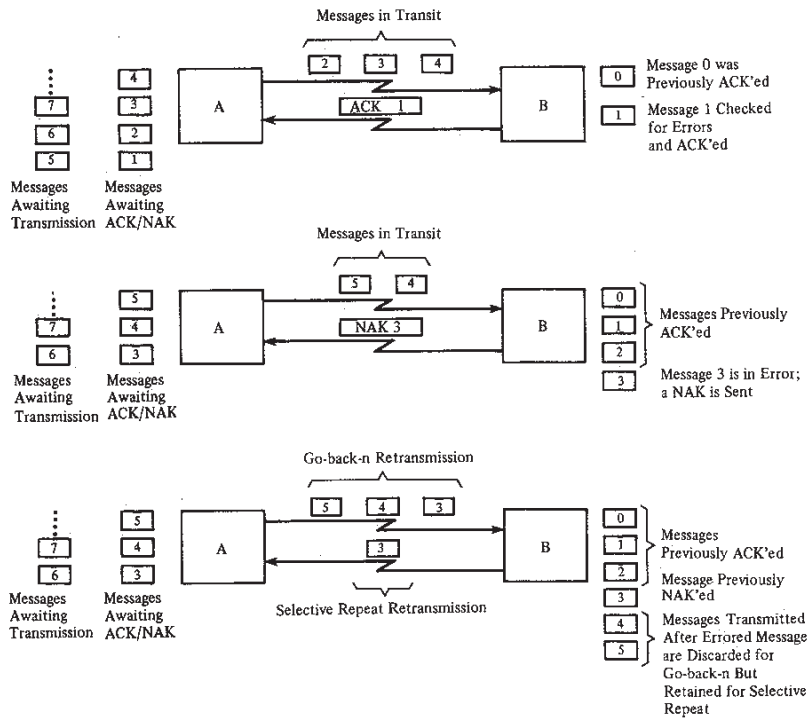 Messages in Transit
2 3 4
4
7 3
6 2
5 1
A
ACK 1
B
0 Message 0 was
Previously ACK'ed
1 Message 1 Checked
for Errors
and ACK'ed
Messages
Awaiting
Transmission
Messages
Awaiting
ACK/NAK
Messages in Transit
5 4
5
7 4
6 3
A
NAK 3
B
0
1
2
Messages Previously
ACK'ed
3 Message 3 is in Error;
a NAK is Sent
Messages
Awaiting
Transmission
Messages
Awaiting
ACK/NAK
Go-back-n Retransmission
5 4 3
5
7 4
6 3
A
3
B
Selective Repeat Retransmission
0
1
2
Messages
Previously ACK'ed
3
Message Previously
NAK'ed
4
5
Messages Transmitted
After Errored Message
are Discarded for
Go-back-n But
Retained for Selective
Repeat
Messages
Awaiting
Transmission
Messages
Awaiting
ACK/NAK